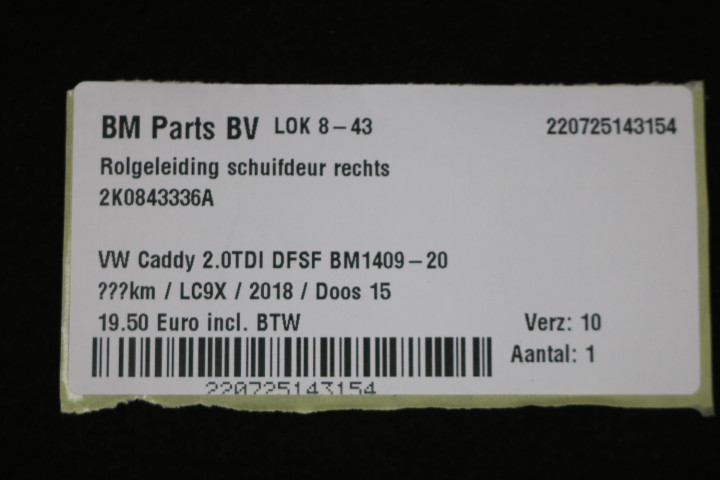 BM Parts BV LOK 8-43 220725143154
Rolgeleiding schuifdeur rechts
2K0843336A
VW Caddy 2.0TDI DFSF BM1409-20
???km / LC9X / 2018 / Doos 15
19.50 Euro incl. BTW Verz: 10
Aantal: 1
220725143154